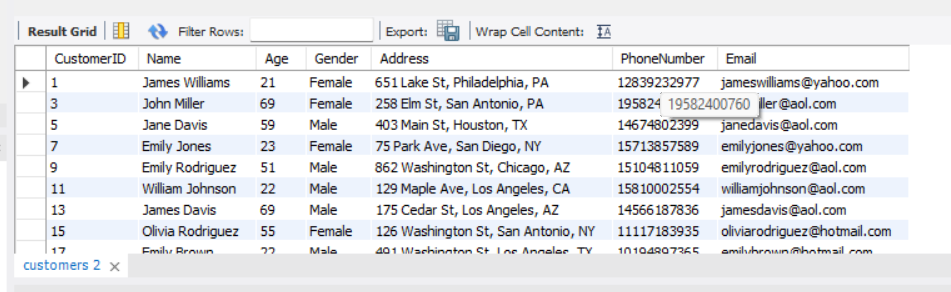 Result Grid Filter Rows: Export: Wrap Cell Content:
CustomerID Name Age Gender Address PhoneNumber Email
1 James Williams 21 Female 651 Lake St, Philadelphia, PA 12839232977 jameswilliams@yahoo.com
3 John Miller 69 Female 258 Elm St, San Antonio, PA 19582400760 ller@aol.com
5 Jane Davis 59 Male 403 Main St, Houston, TX 14674802399 janedavis@aol.com
7 Emily Jones 23 Female 75 Park Ave, San Diego, NY 15713857589 emilyjones@yahoo.com
9 Emily Rodriguez 51 Male 862 Washington St, Chicago, AZ 15104811059 emilyrodriguez@aol.com
11 William Johnson 22 Male 129 Maple Ave, Los Angeles, CA 15810002554 williamjohnson@aol.com
13 James Davis 69 Male 175 Cedar St, Los Angeles, AZ 14566187836 jamesdavis@aol.com
15 Olivia Rodriguez 55 Female 126 Washington St, San Antonio, NY 11117183935 oliviarodriguez@hotmail.com
17 Emily Brown 22 Male 491 Washington St, Los Angeles, TX 10194897365 emilybrown@hotmail.com
customers 2